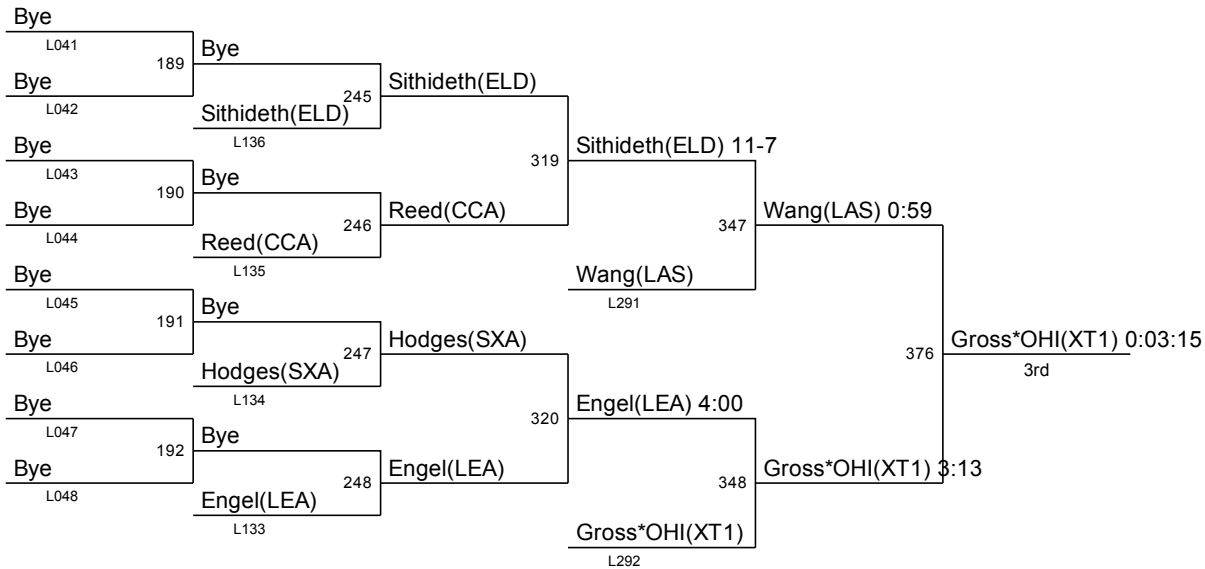 Bye
L041
189
Bye
Bye
L042
245
Sithideth(ELD)
Sithideth(ELD)
L136
Bye
L043
319
Sithideth(ELD) 11-7
190
Bye
Bye
L044
246
Reed(CCA)
347
Wang(LAS) 0:59
Reed(CCA)
L135
Bye
L045
Wang(LAS)
L291
191
Bye
Bye
L046
247
Hodges(SXA)
376
Gross*OHI(XT1) 0:03:15
3rd
Hodges(SXA)
L134
Bye
L047
320
Engel(LEA) 4:00
192
Bye
Bye
L048
248
Engel(LEA)
348
Gross*OHI(XT1) 3:13
Engel(LEA)
L133
Gross*OHI(XT1)
L292